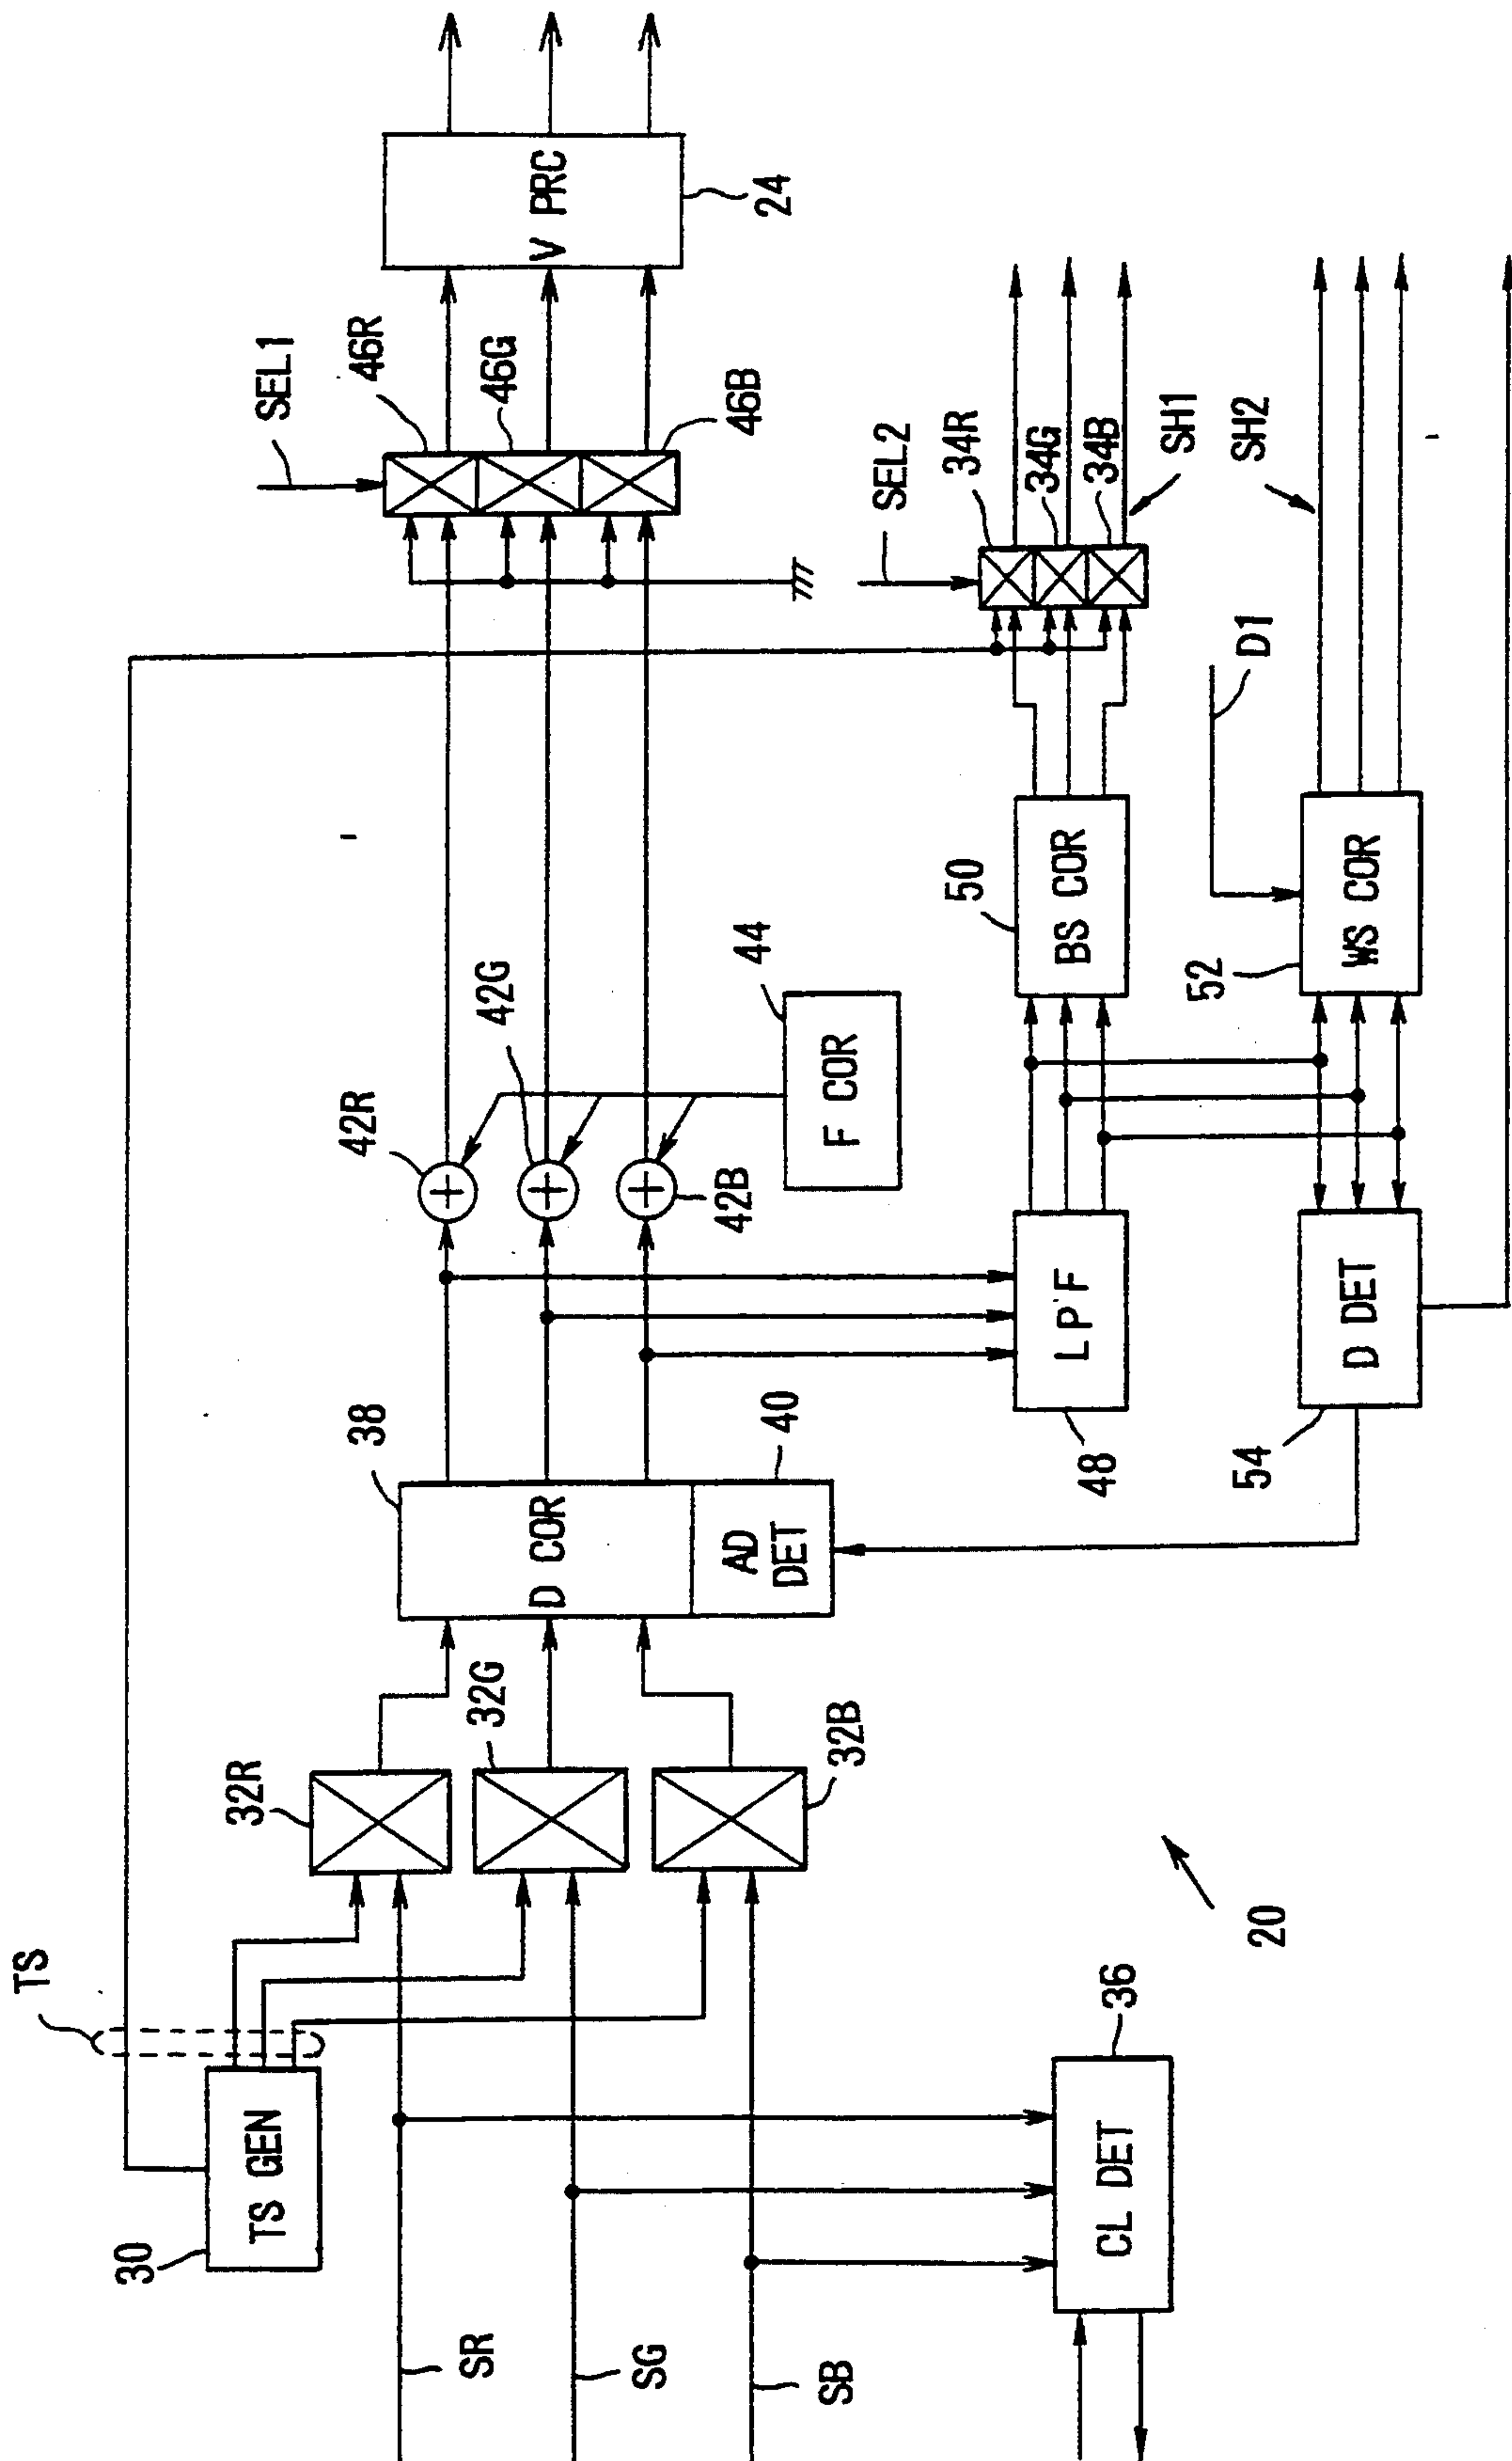 TS
30
TS GEN
SR
SG
SB
CL DET
36
20
32R
32G
32B
38
D COR
AD
DET
40
42R
42G
42B
44
F COR
SEL1
46R
46G
46B
V PRC
24
LPF
48
50
BS COR
SEL2
34R
34G
34B
SH1
SH2
D1
52
WS COR
D DET
54